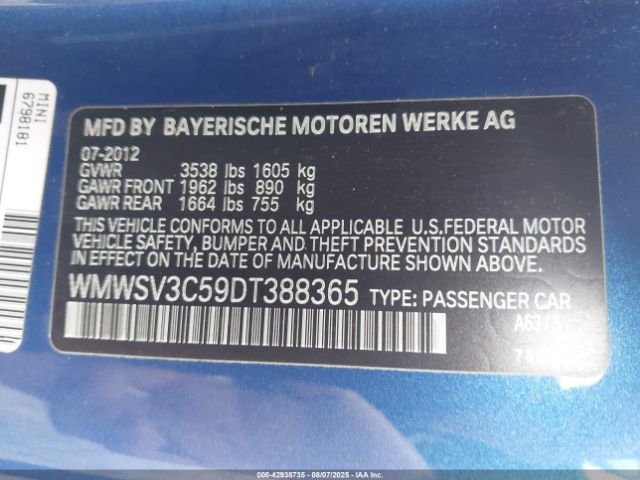 MINI
6798181
MFD BY BAYERISCHE MOTOREN WERKE AG
07-2012
GVWR 3538 lbs 1605 kg
GAWR FRONT 1962 lbs 890 kg
GAWR REAR 1664 lbs 755 kg
THIS VEHICLE CONFORMS TO ALL APPLICABLE U.S.FEDERAL MOTOR
VEHICLE SAFETY, BUMPER AND THEFT PREVENTION STANDARDS
IN EFFECT ON THE DATE OF MANUFACTURE SHOWN ABOVE.
WMWSV3C59DT388365 TYPE: PASSENGER CAR
000-42938735 - 08/07/2025 - IAAI.COM